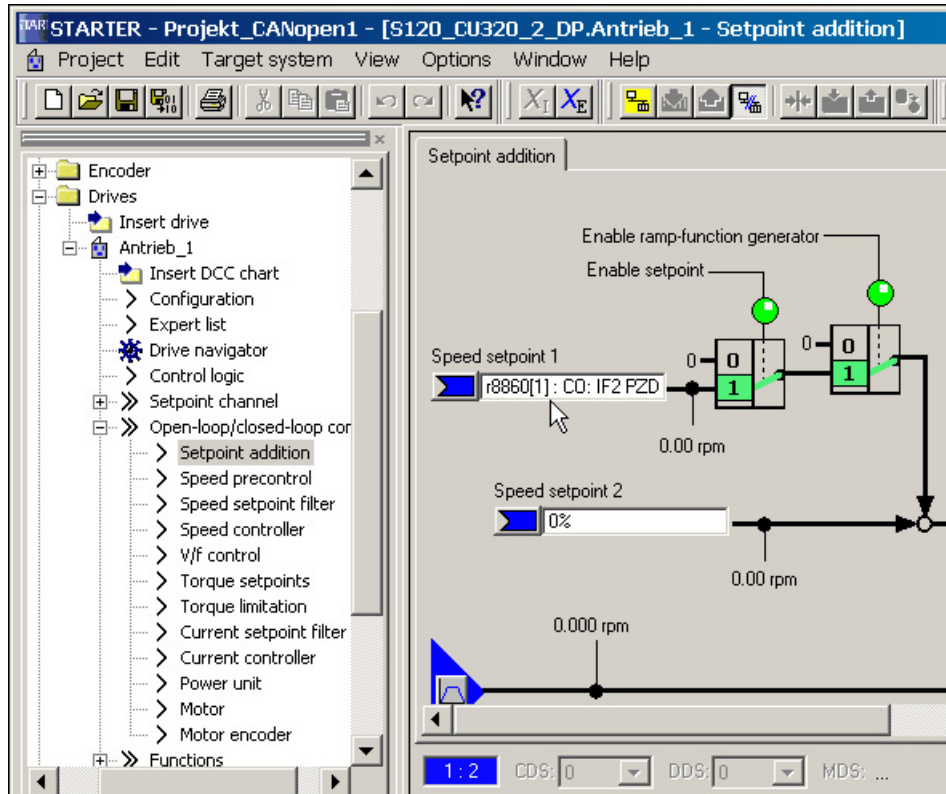 STARTER - Projekt_CANopen1 - [S120_CU320_2_DP.Antrieb_1 - Setpoint addition]
Project Edit Target system View Options Window Help
Encoder
Drives
Insert drive
Antrieb_1
Insert DCC chart
Configuration
Expert list
Drive navigator
Control logic
Setpoint channel
Open-loop/closed-loop cor
Setpoint addition
Speed precontrol
Speed setpoint filter
Speed controller
V/f control
Torque setpoints
Torque limitation
Current setpoint filter
Current controller
Power unit
Motor
Motor encoder
Functions
Setpoint addition
Enable ramp-function generator
Enable setpoint
Speed setpoint 1
r8860[1] : CO: IF2 PZD
0
0
1
0
0
1
0.00 rpm
Speed setpoint 2
0%
0.00 rpm
0.000 rpm
1 : 2 CDS: 0 DDS: 0 MDS: ...